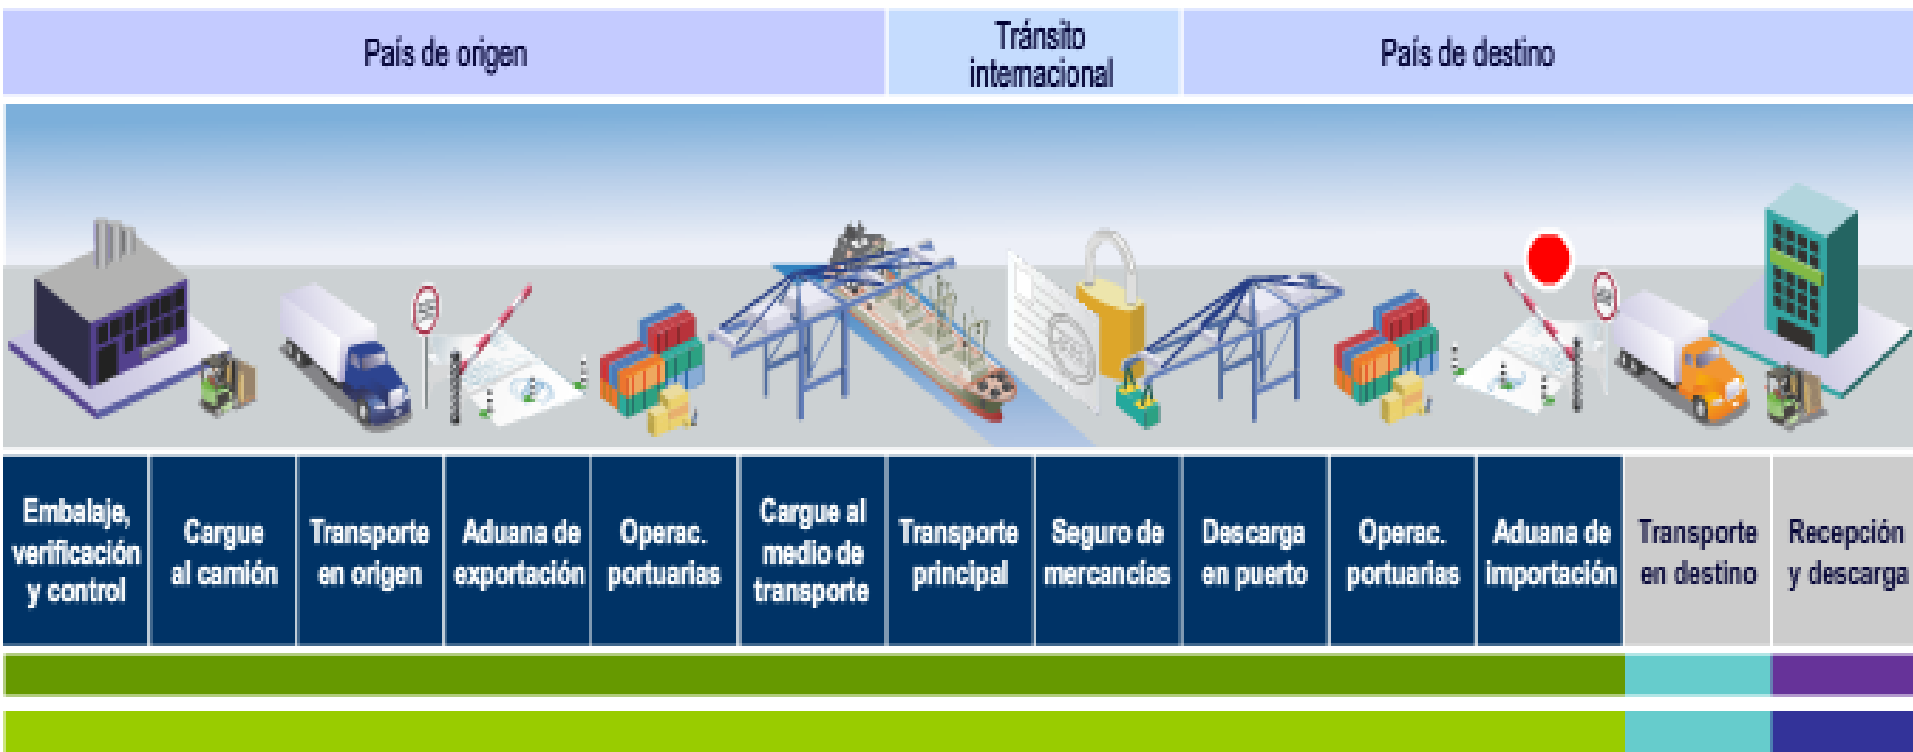 País de origen
Tránsito
internacional
País de destino
Embalaje,
verificación
y control
Cargue
al camión
Transporte
en origen
Aduana de
exportación
Operac.
portuarias
Cargue al
medio de
transporte
Transporte
principal
Seguro de
mercancías
Descarga
en puerto
Operac.
portuarias
Aduana de
importación
Transporte
en destino
Recepción
y descarga